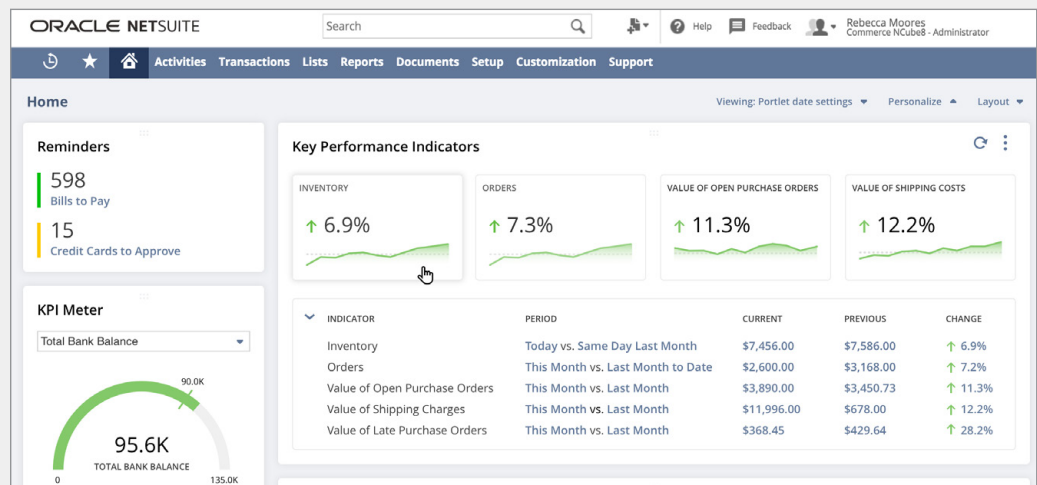 ORACLE NETSUITE
Search
Help
Feedback
Rebecca Moores
Commerce NCube8 - Administrator
Activities Transactions Lists Reports Documents Setup Customization Support
Home
Viewing: Portlet date settings
Personalize
Layout
Reminders
598
Bills to Pay
15
Credit Cards to Approve
KPI Meter
Total Bank Balance
90.0K
95.6K
TOTAL BANK BALANCE
0
135.0K
Key Performance Indicators
INVENTORY
6.9%
ORDERS
7.3%
VALUE OF OPEN PURCHASE ORDERS
11.3%
VALUE OF SHIPPING COSTS
12.2%
INDICATOR PERIOD CURRENT PREVIOUS CHANGE
Inventory Today vs. Same Day Last Month $7,456.00 $7,586.00 6.9%
Orders This Month vs. Last Month to Date $2,600.00 $3,168.00 7.2%
Value of Open Purchase Orders This Month vs. Last Month $3,890.00 $3,450.73 11.3%
Value of Shipping Charges This Month vs. Last Month $11,996.00 $678.00 12.2%
Value of Late Purchase Orders This Month vs. Last Month $368.45 $429.64 28.2%